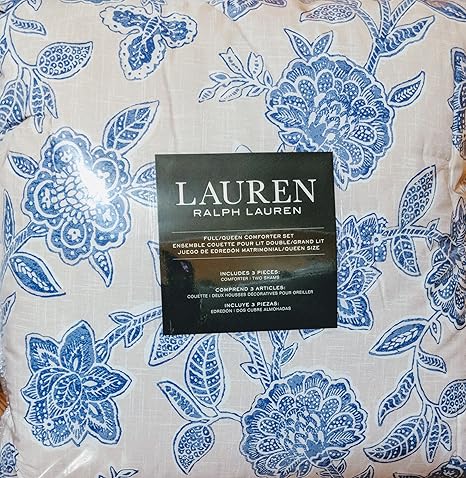 LAUREN
RALPH LAUREN
FULL/QUEEN COMFORTER SET
ENSEMBLE COUETTE POUR LIT DOUBLE/GRAND LIT
JUEGO DE EDREDÓN MATRIMONIAL/QUEEN SIZE
INCLUDES 3 PIECES:
COMFORTER | TWO SHAMS
COMPREND 3 ARTICLES:
COUETTE | DEUX HOUSSES DÉCORATIVES POUR OREILLER
INCLUYE 3 PIEZAS:
EDREDÓN | DOS CUBRE ALMOHADAS